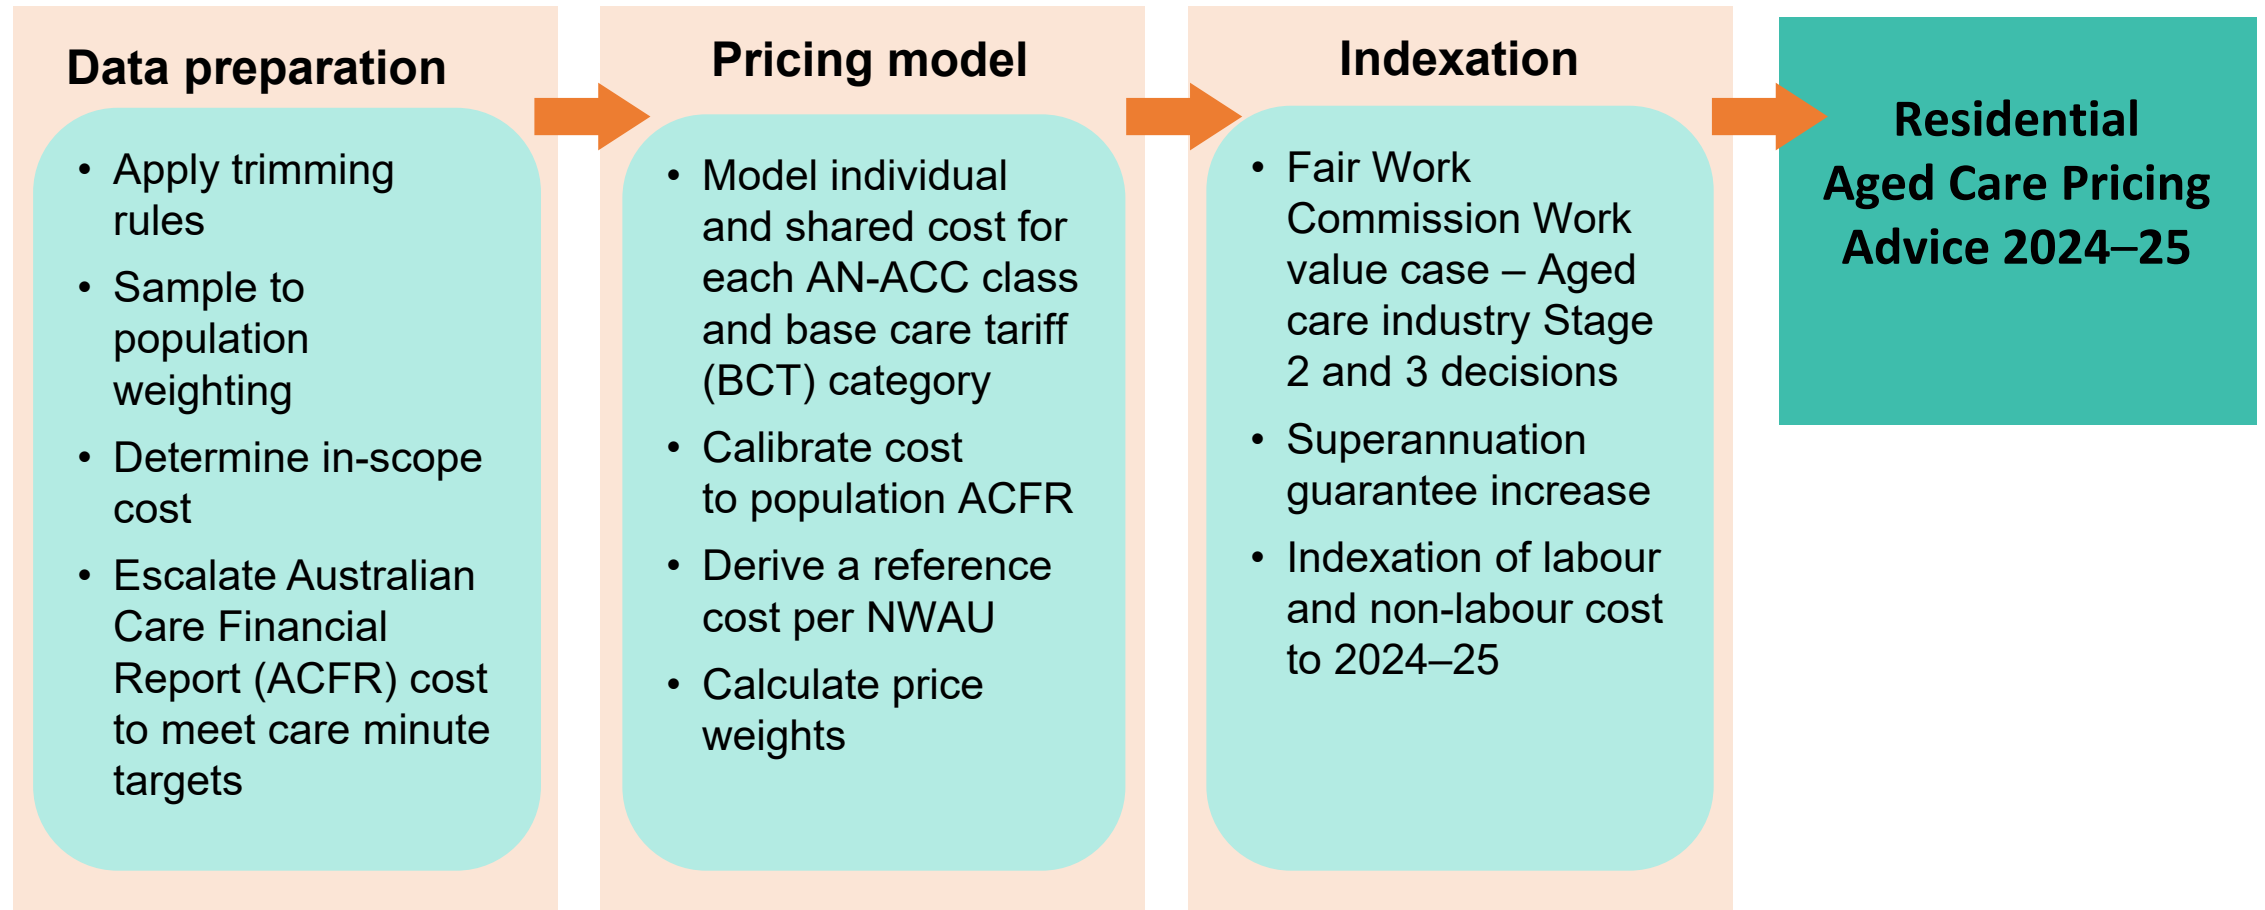 Data preparation
• Apply trimming
rules
• Sample to
population
weighting
• Determine in-scope
cost
• Escalate Australian
Care Financial
Report (ACFR) cost
to meet care minute
targets
Pricing model
• Model individual
and shared cost for
each AN-ACC class
and base care tariff
(BCT) category
• Calibrate cost
to population ACFR
• Derive a reference
cost per NWAU
• Calculate price
weights
Indexation
• Fair Work
Commission Work
value case – Aged
care industry Stage
2 and 3 decisions
• Superannuation
guarantee increase
• Indexation of labour
and non-labour cost
to 2024–25
Residential
Aged Care Pricing
Advice 2024–25